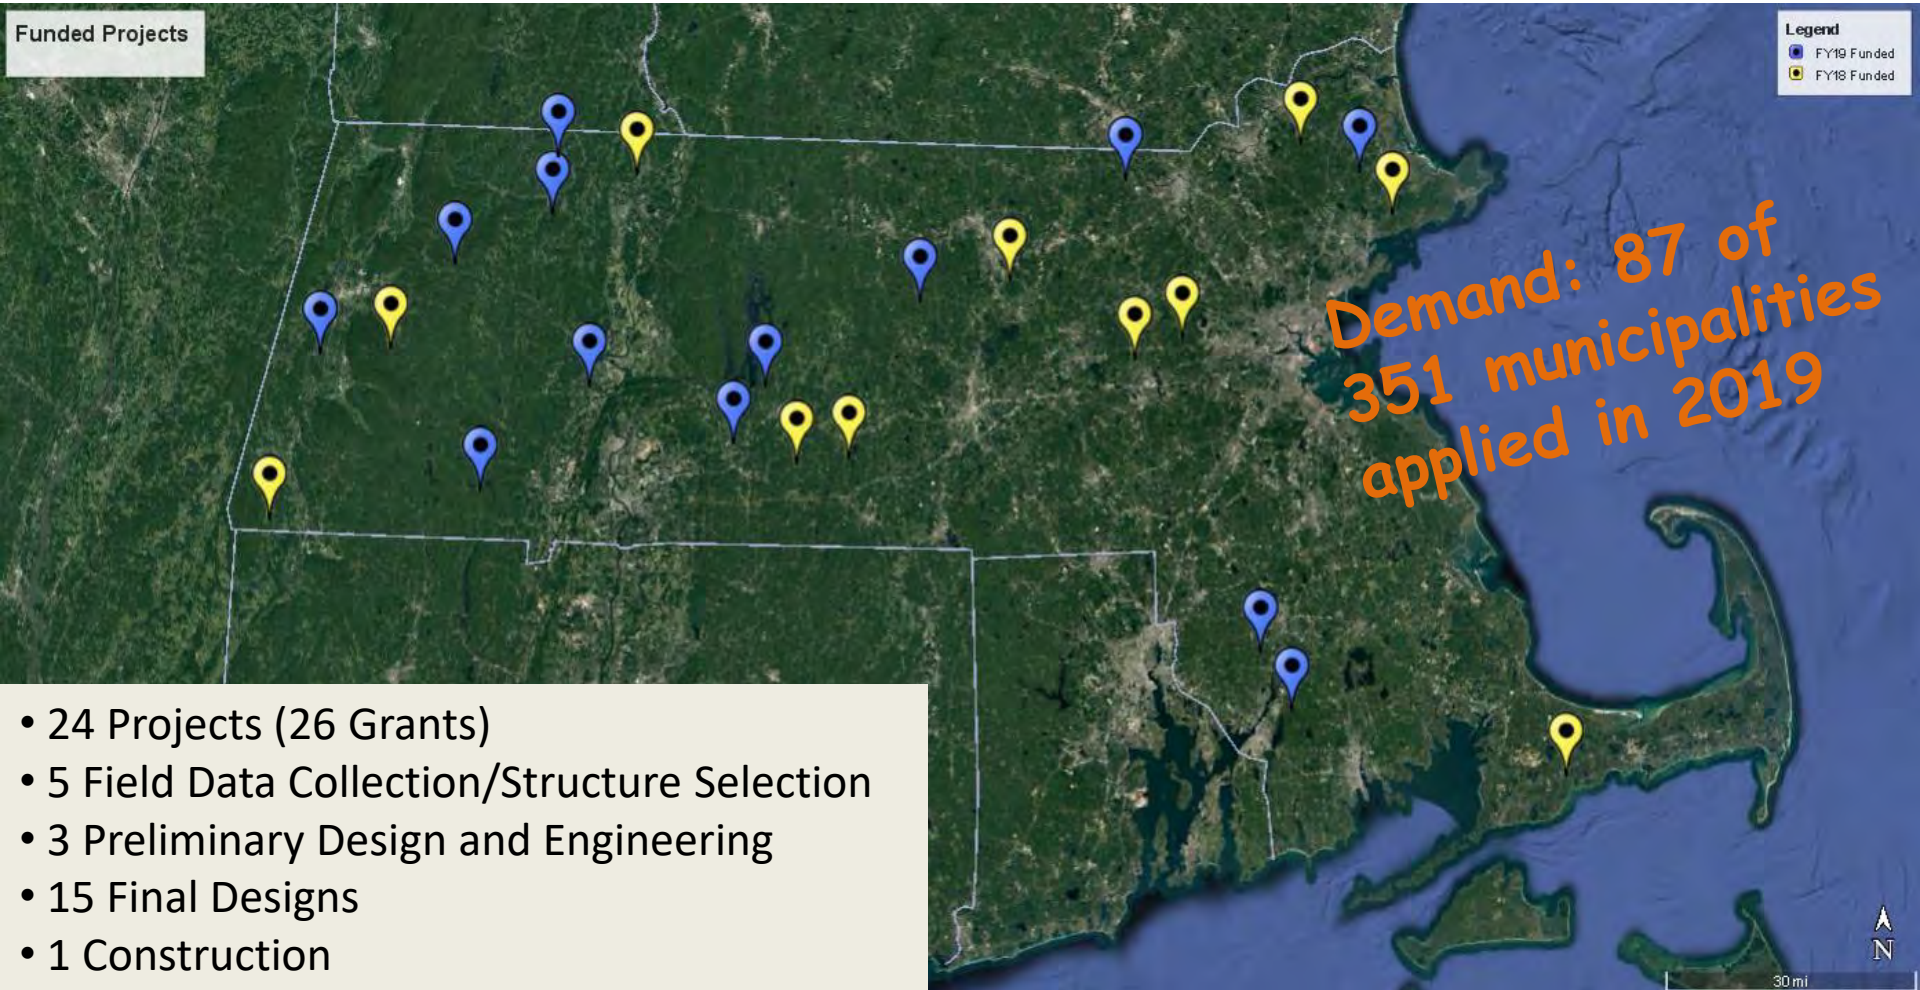 Funded Projects
Legend
FY19 Funded
FY18 Funded
Demand: 87 of
351 municipalities
applied in 2019
• 24 Projects (26 Grants)
• 5 Field Data Collection/Structure Selection
• 3 Preliminary Design and Engineering
• 15 Final Designs
• 1 Construction
N
30 mi